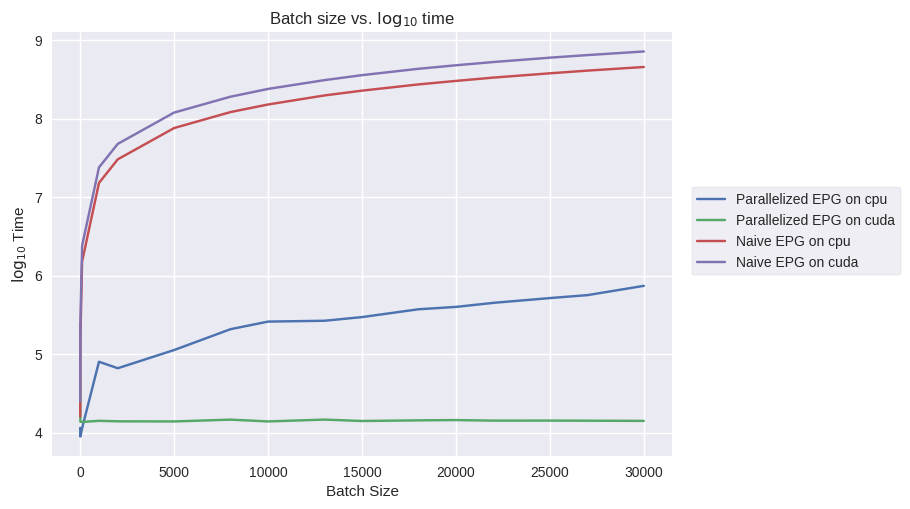 Batch size vs. log₁₀ time
9
8
7
6
5
4
log₁₀ Time
0 5000 10000 15000 20000 25000 30000
Batch Size
Parallelized EPG on cpu
Parallelized EPG on cuda
Naive EPG on cpu
Naive EPG on cuda